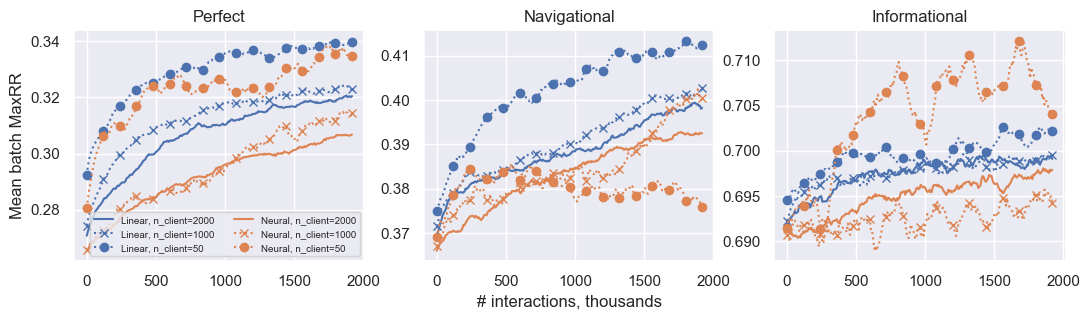 Perfect
Navigational
Informational
Mean batch MaxRR
0.34
0.32
0.30
0.28
Linear, n_client=2000
Linear, n_client=1000
Linear, n_client=50
Neural, n_client=2000
Neural, n_client=1000
Neural, n_client=50
0 500 1000 1500 2000
0.41
0.40
0.39
0.38
0.37
0 500 1000 1500 2000
0.710
0.705
0.700
0.695
0.690
0 500 1000 1500 2000
# interactions, thousands